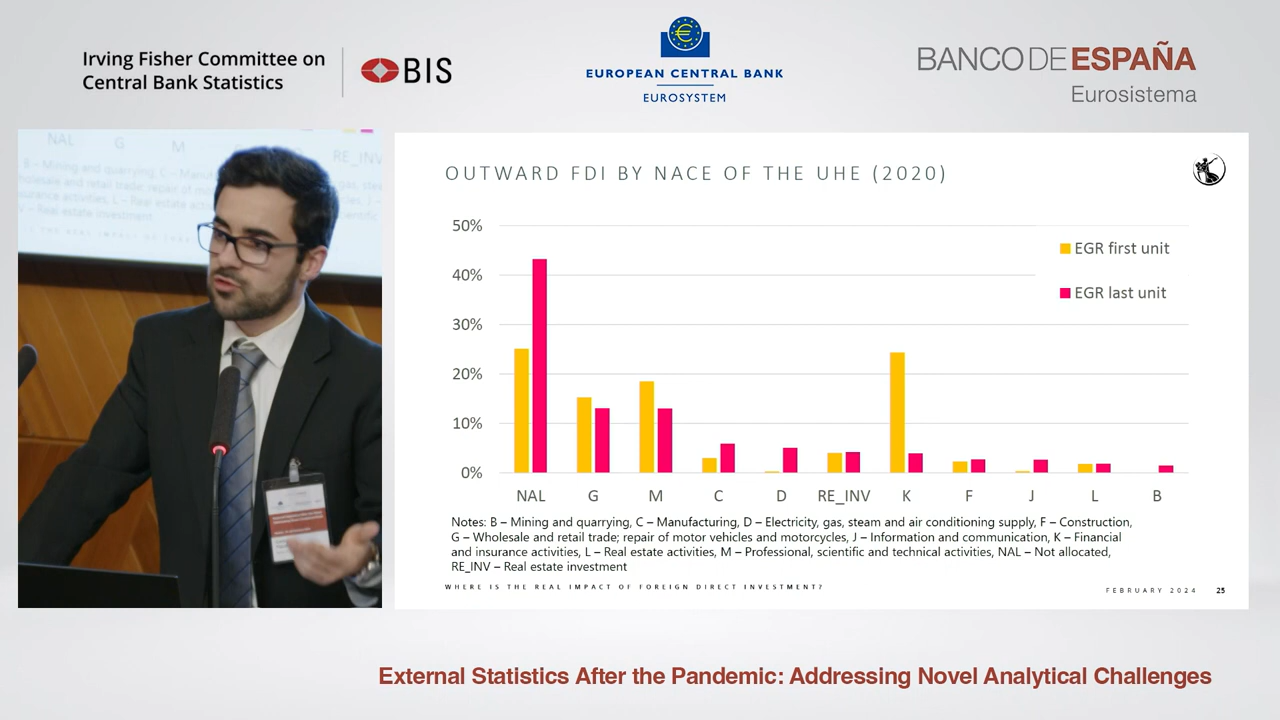 Irving Fisher Committee on
Central Bank Statistics
BIS
EUROPEAN CENTRAL BANK
EUROSYSTEM
BANCO DE ESPAÑA
Eurosistema
NAL G M RE_INV
OUTWARD FDI BY NACE OF THE UHE (2020)
50%
40%
30%
20%
10%
0%
EGR first unit
EGR last unit
NAL G M C D RE_INV K F J L B
Notes: B – Mining and quarrying, C – Manufacturing, D – Electricity, gas, steam and air conditioning supply, F – Construction,
G – Wholesale and retail trade; repair of motor vehicles and motorcycles, J – Information and communication, K – Financial
and insurance activities, L – Real estate activities, M – Professional, scientific and technical activities, NAL – Not allocated,
RE_INV – Real estate investment
WHERE IS THE REAL IMPACT OF FOREIGN DIRECT INVESTMENT?
FEBRUARY 2024 25
External Statistics After the Pandemic: Addressing Novel Analytical Challenges